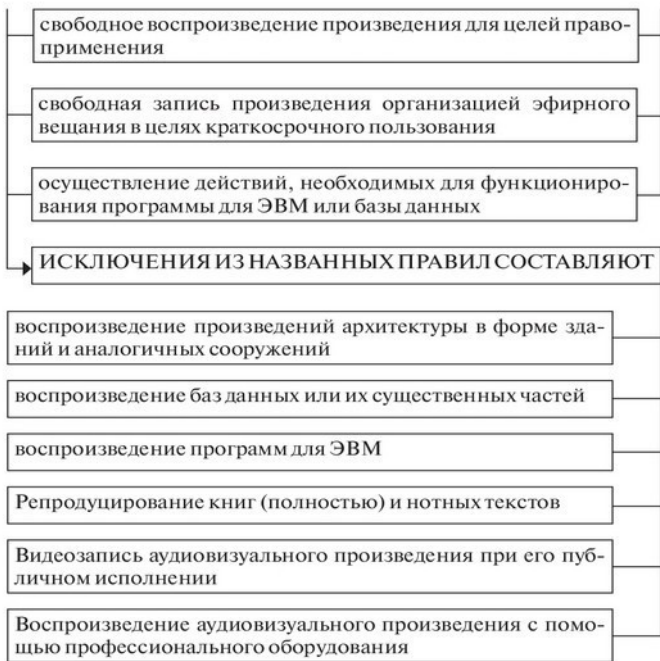 свободное воспроизведение произведения для целей право-
применения
свободная запись произведения организацией эфирного
вещания в целях краткосрочного пользования
осуществление действий, необходимых для функциониро-
вания программы для ЭВМ или базы данных
ИСКЛЮЧЕНИЯ ИЗ НАЗВАННЫХ ПРАВИЛ СОСТАВЛЯЮТ
воспроизведение произведений архитектуры в форме зда-
ний и аналогичных сооружений
воспроизведение баз данных или их существенных частей
воспроизведение программ для ЭВМ
Репродуцирование книг (полностью) и нотных текстов
Видеозапись аудиовизуального произведения при его пуб-
личном исполнении
Воспроизведение аудиовизуального произведения с помо-
щью профессионального оборудования